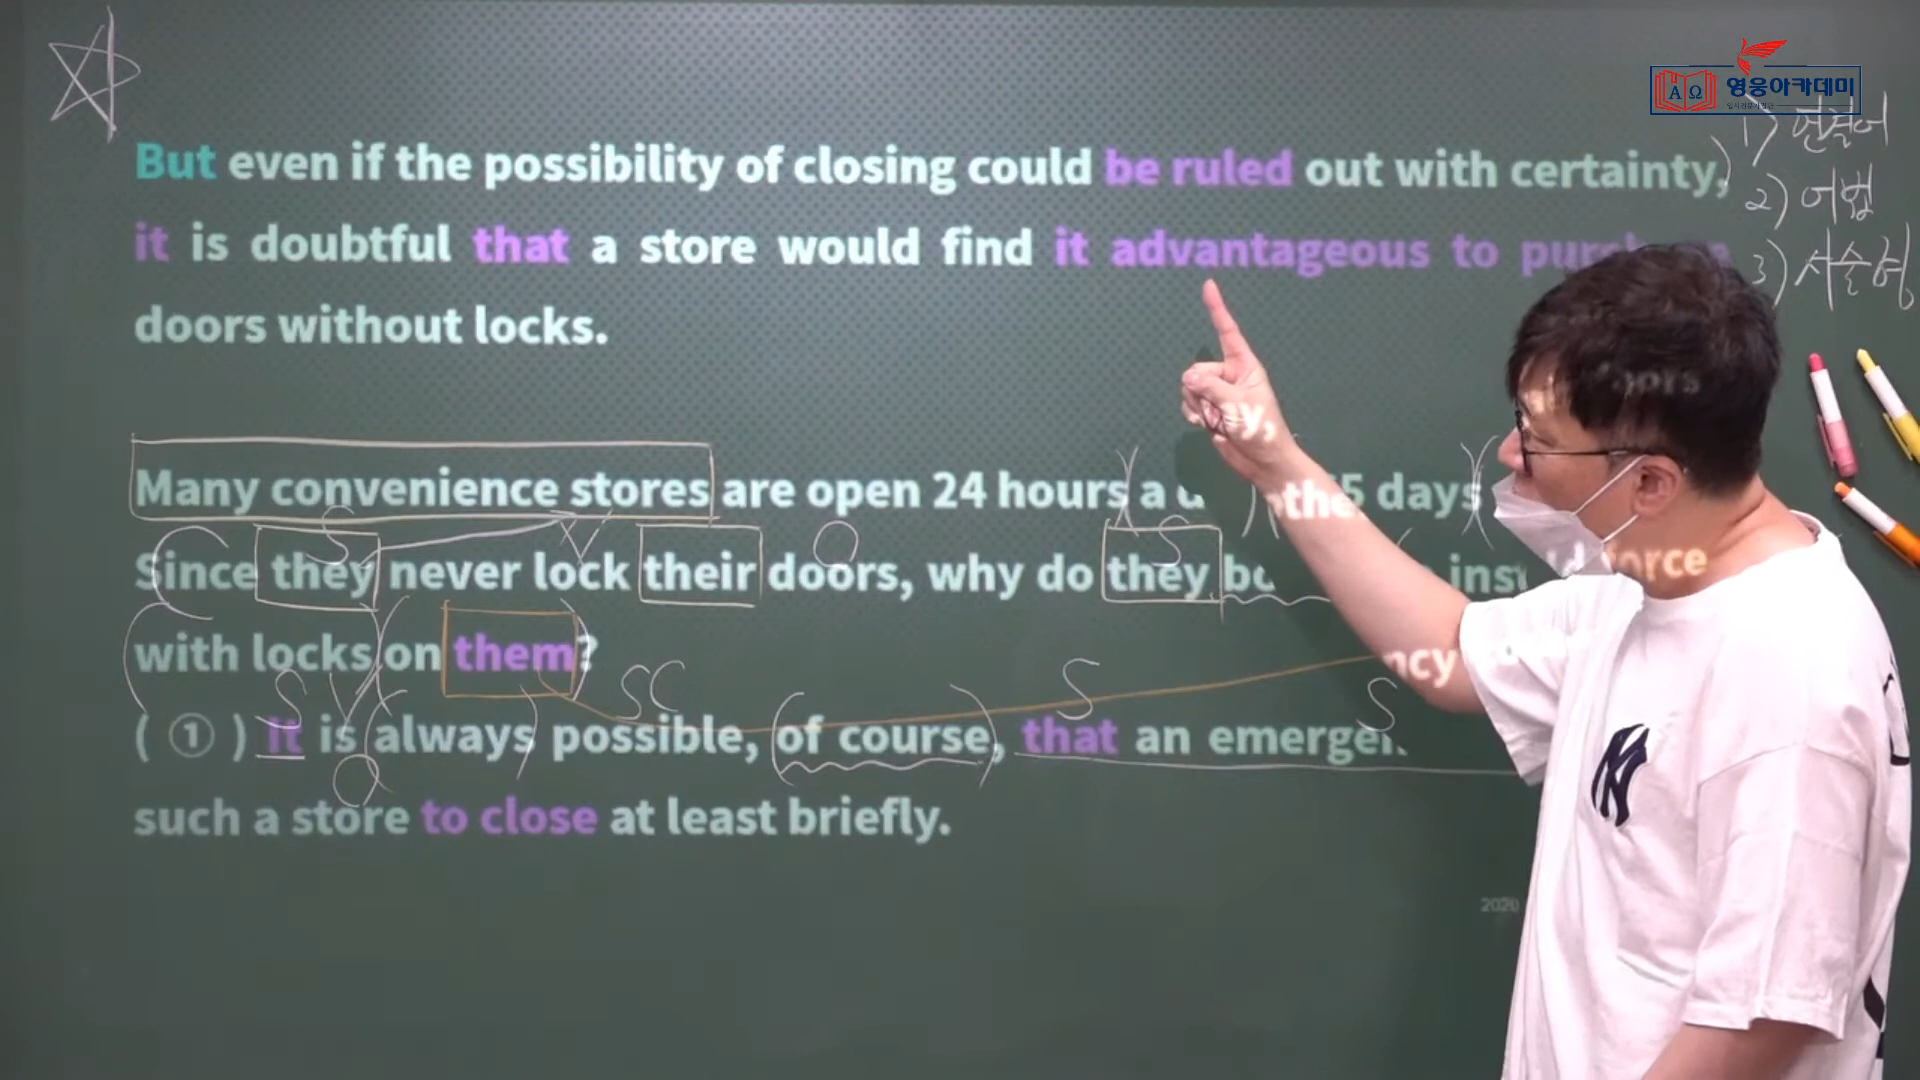 영웅아카데미
1) 연결어
2) 어법
3) 서술형
But even if the possibility of closing could be ruled out with certainty,
it is doubtful that a store would find it advantageous to
doors without locks.
Many convenience stores are open 24 hours a 5 days
Since they never lock their doors, why do they
with locks on them?
S V O S
S V SC S S
( ① ) It is always possible, of course, that an
O
such a store to close at least briefly.
2020